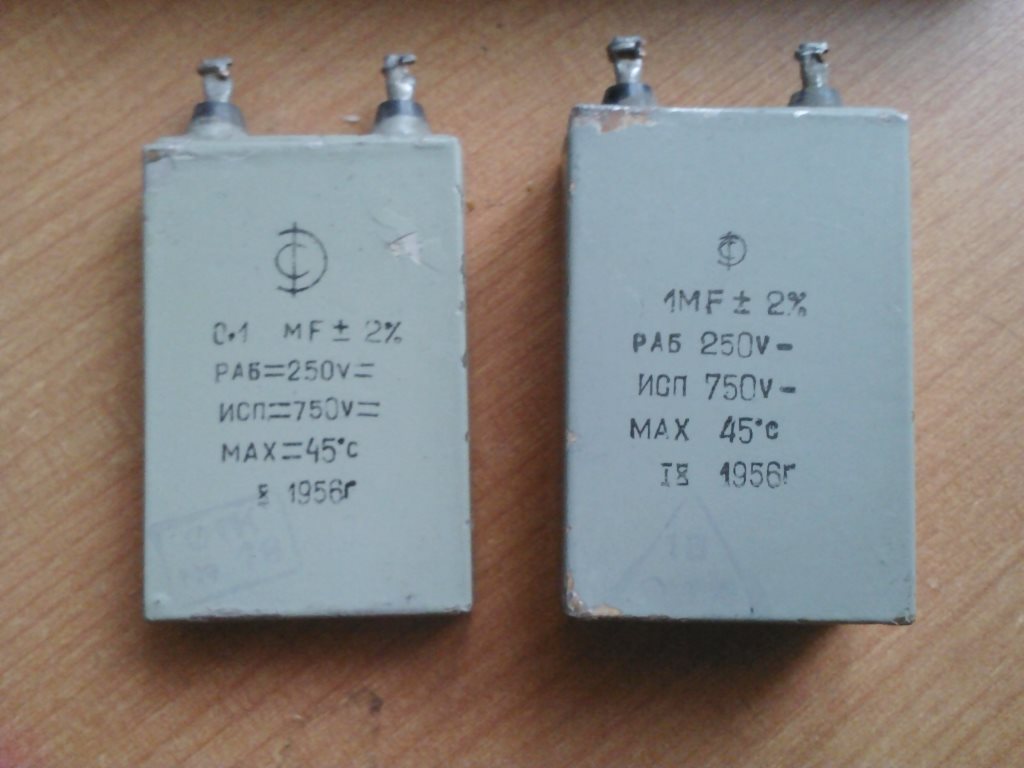 0.1 MF ± 2%
РАБ=250V=
ИСП=750V=
MAX=45°C
1956г
1MF ± 2%
РАБ 250V-
ИСП 750V-
MAX 45°C
1956г